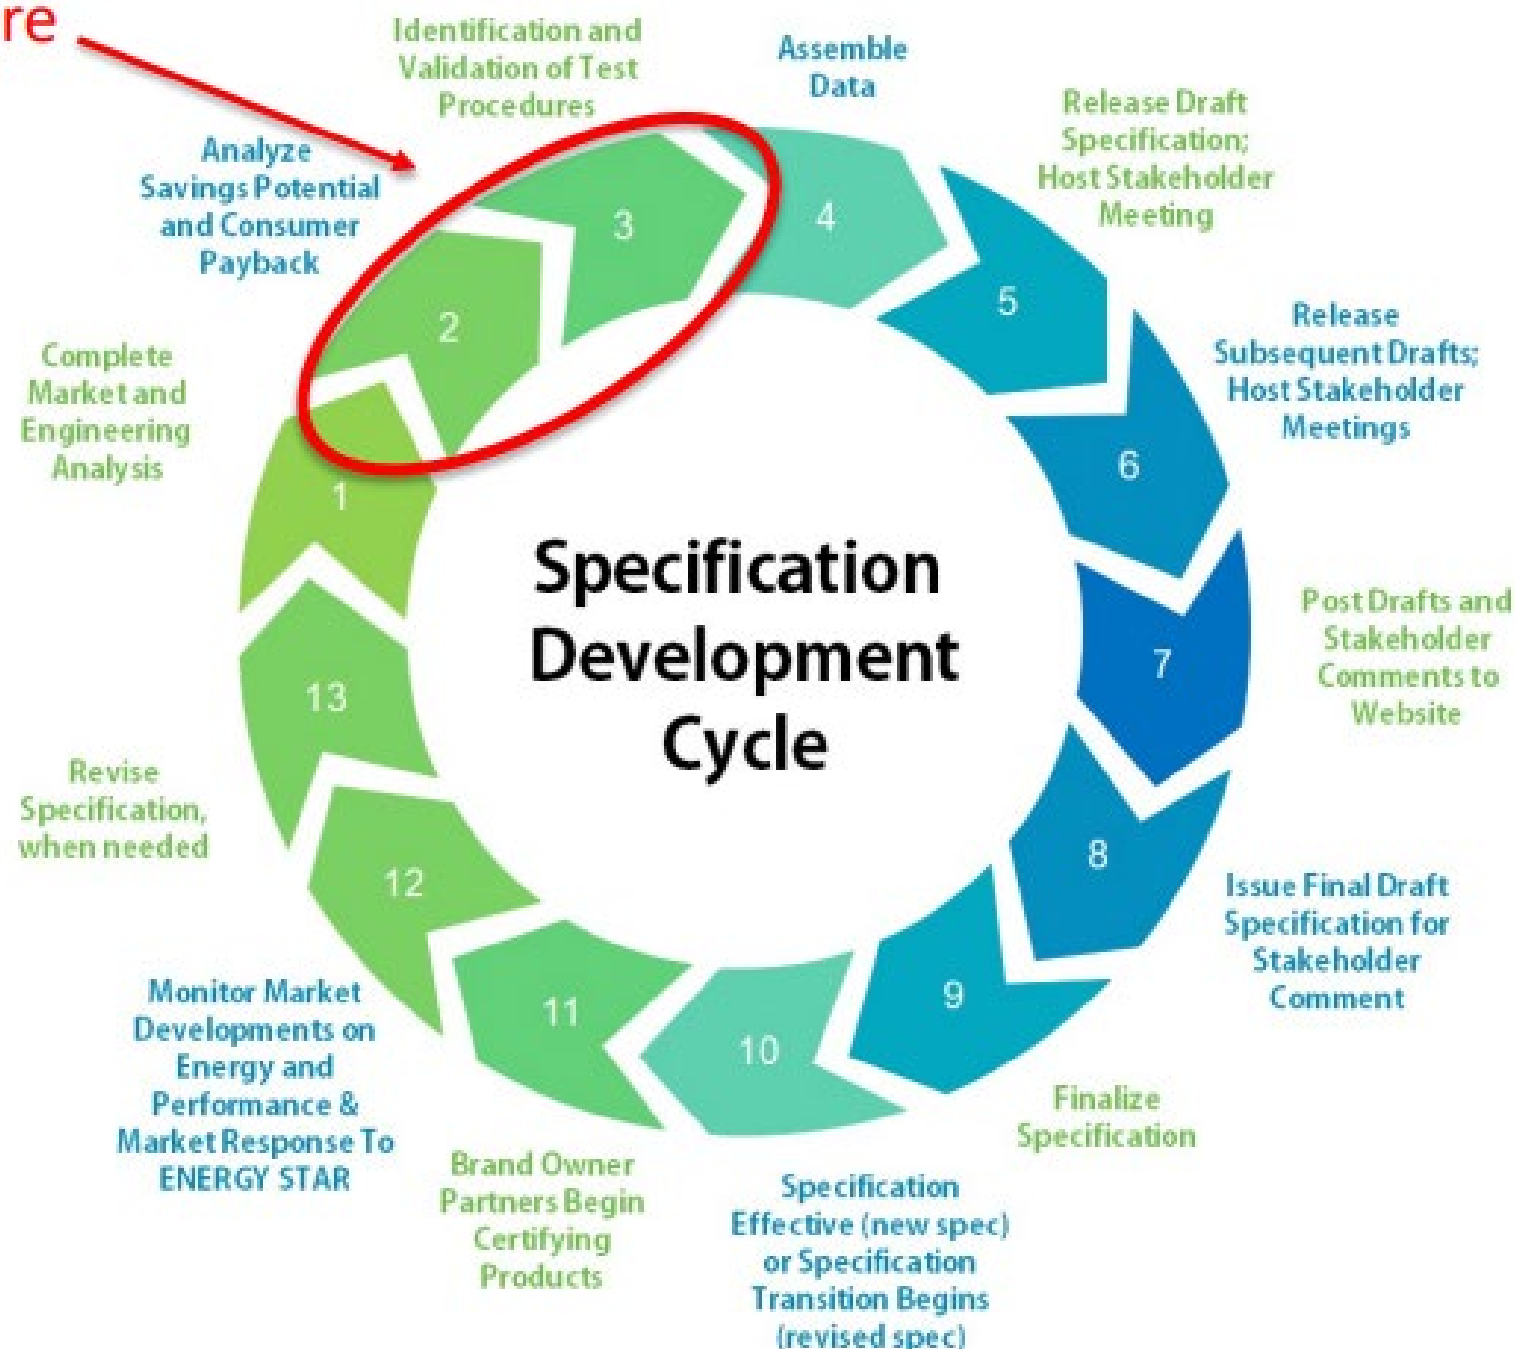 re
Identification and
Validation of Test
Procedures
Assemble
Data
Release Draft
Specification;
Host Stakeholder
Meeting
Analyze
Savings Potential
and Consumer
Payback
Release
Subsequent Drafts;
Host Stakeholder
Meetings
Complete
Market and
Engineering
Analysis
3
4
5
2
6
1
Specification
Development
Cycle
Post Drafts and
Stakeholder
Comments to
Website
7
13
Revise
Specification,
when needed
8
12
Issue Final Draft
Specification for
Stakeholder
Comment
9
11
10
Monitor Market
Developments on
Energy and
Performance &
Market Response To
ENERGY STAR
Finalize
Specification
Brand Owner
Partners Begin
Certifying
Products
Specification
Effective (new spec)
or Specification
Transition Begins
(revised spec)